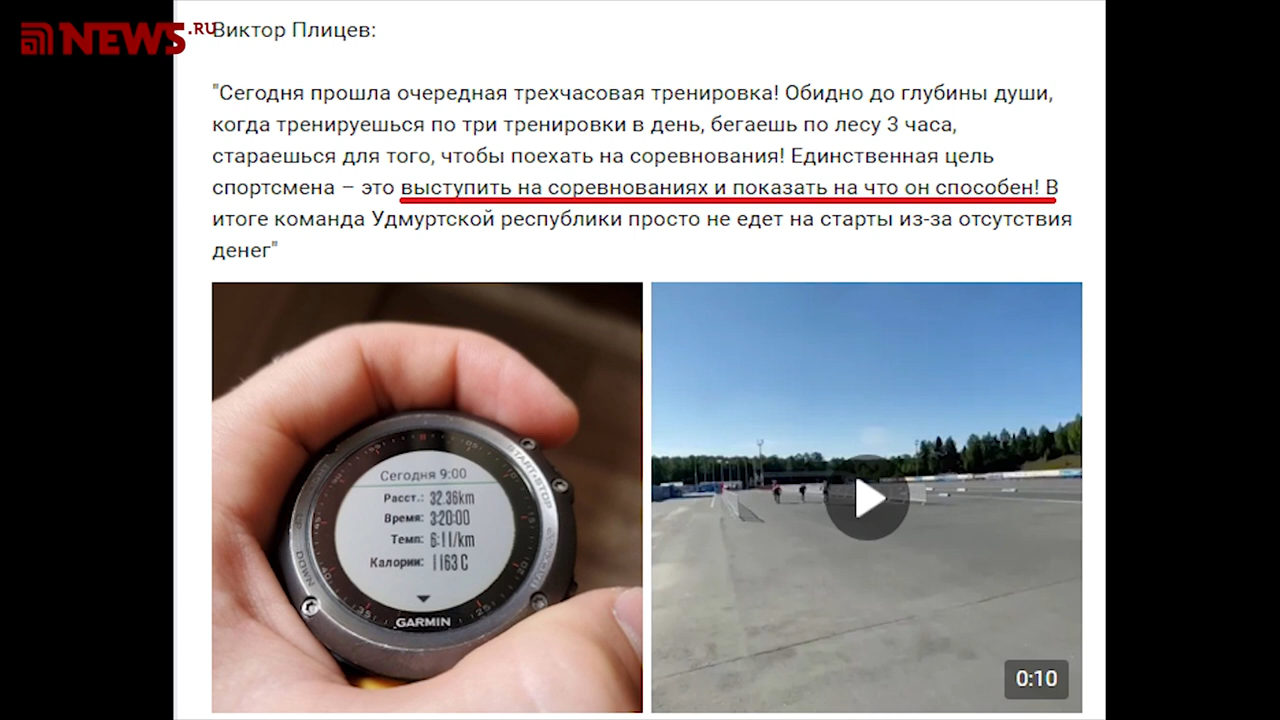 NEWS.RU
Виктор Плицев:
"Сегодня прошла очередная трехчасовая тренировка! Обидно до глубины души,
когда тренируешься по три тренировки в день, бегаешь по лесу 3 часа,
стараешься для того, чтобы поехать на соревнования! Единственная цель
спортсмена – это выступить на соревнованиях и показать на что он способен! В
итоге команда Удмуртской республики просто не едет на старты из-за отсутствия
денег"
START•STOP
Сегодня 9:00
Расст.: 32.36km
Время: 3:20:00
Темп: 6:11/km
Калории: 1163 C
DOWN
GARMIN
0:10